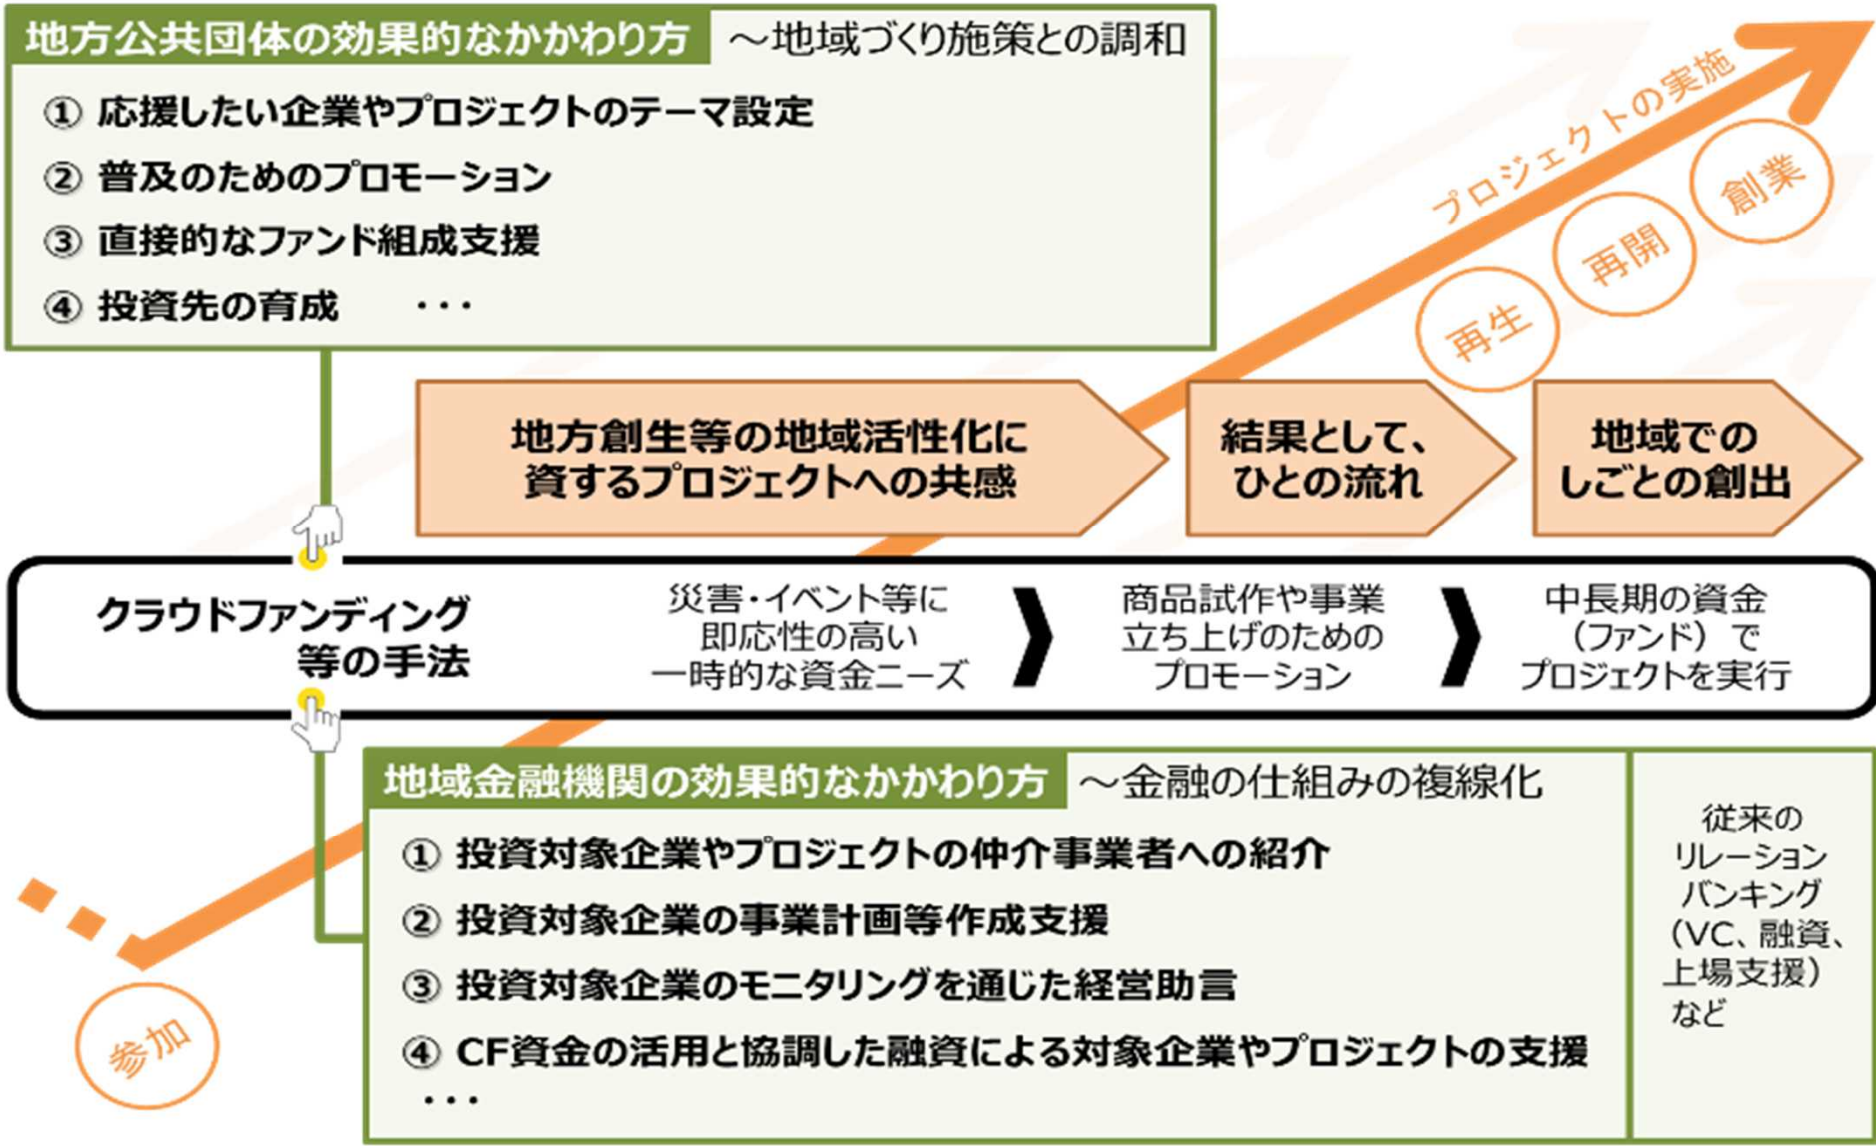 地方公共団体の効果的なかかわり方 ～地域づくり施策との調和
① 応援したい企業やプロジェクトのテーマ設定
② 普及のためのプロモーション
③ 直接的なファンド組成支援
④ 投資先の育成 ・・・
プロジェクトの実施
創業
再開
再生
地方創生等の地域活性化に
資するプロジェクトへの共感
結果として、
ひとの流れ
地域での
しごとの創出
クラウドファンディング
等の手法
災害・イベント等に
即応性の高い
一時的な資金ニーズ
商品試作や事業
立ち上げのための
プロモーション
中長期の資金
（ファンド）で
プロジェクトを実行
地域金融機関の効果的なかかわり方 ～金融の仕組みの複線化
① 投資対象企業やプロジェクトの仲介事業者への紹介
② 投資対象企業の事業計画等作成支援
③ 投資対象企業のモニタリングを通じた経営助言
④ CF資金の活用と協調した融資による対象企業やプロジェクトの支援
・・・
従来の
リレーション
バンキング
（VC、融資、
上場支援）
など
参加